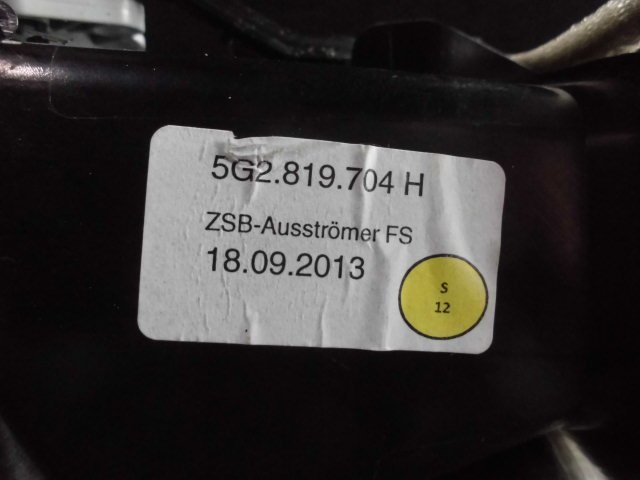 5G2.819.704 H
ZSB-Ausströmer FS
18.09.2013
S
12